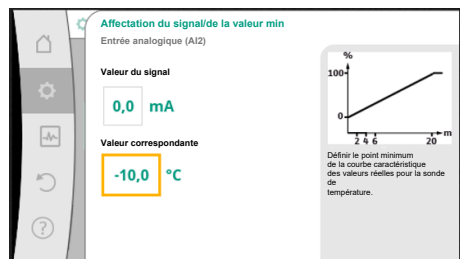 Affectation du signal/de la valeur min
Entrée analogique (AI2)
Valeur du signal
0,0 mA
Valeur correspondante
-10,0 °C
%
100
0
2 4 6 20 m
Définir le point minimum
de la courbe caractéristique
des valeurs réelles pour la sonde
de
température.
?